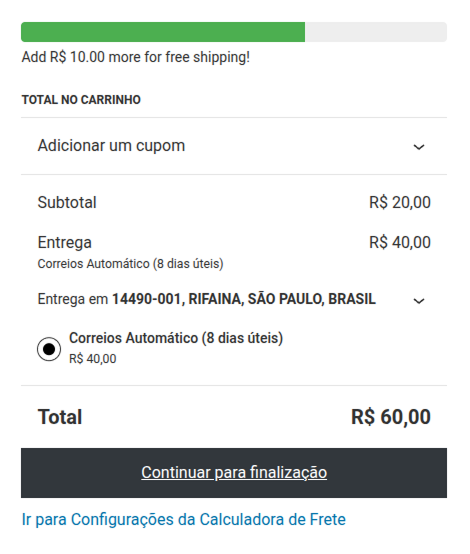 Add R$ 10.00 more for free shipping!
TOTAL NO CARRINHO
Adicionar um cupom
Subtotal R$ 20,00
Entrega R$ 40,00
Correios Automático (8 dias úteis)
Entrega em 14490-001, RIFAINA, SÃO PAULO, BRASIL
Correios Automático (8 dias úteis)
R$ 40,00
Total R$ 60,00
Continuar para finalização
Ir para Configurações da Calculadora de Frete